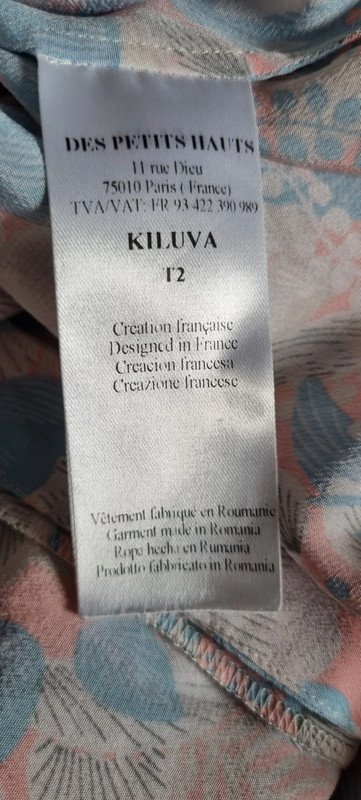 DES PETITS HAUTS
11 rue Dieu
75010 Paris ( France)
TVA/VAT: FR 93 422 390 989
KILUVA
T2
Création française
Designed in France
Creacion francesa
Creazione francese
Vêtement fabriqué en Roumanie
Garment made in Romania
Ropa hecha en Rumania
Prodotto fabbricato in Romania